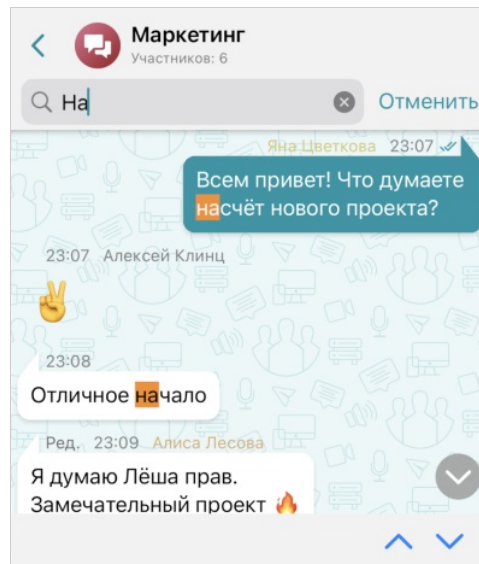 Маркетинг
Участников: 6
На
Отменить
Яна Цветкова 23:07
Всем привет! Что думаете
насчёт нового проекта?
23:07 Алексей Клинц
23:08
Отличное начало
Ред. 23:09 Алиса Лесова
Я думаю Лёша прав.
Замечательный проект 🔥